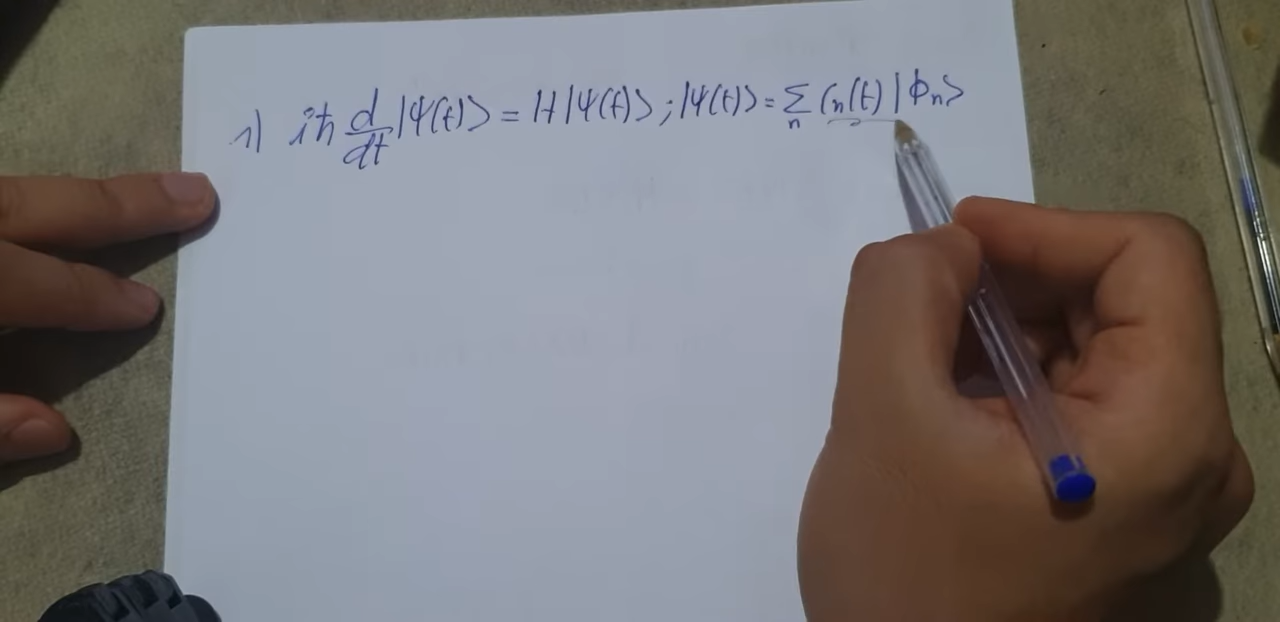 1) iħ d/dt |Ψ(t)> = H |Ψ(t)> ; |Ψ(t)> = Σ_n C_n(t) |ϕ_n>